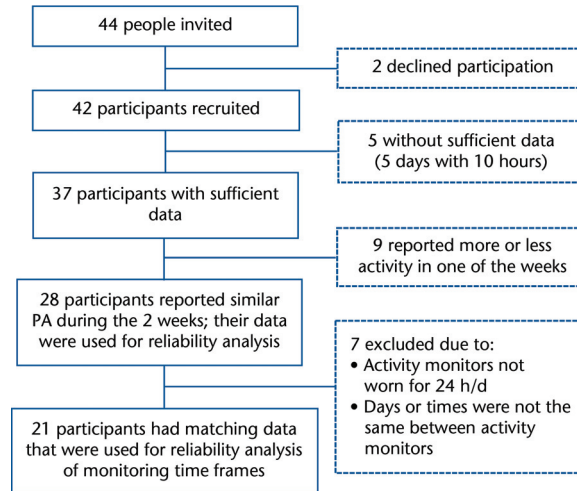 44 people invited
2 declined participation
42 participants recruited
5 without sufficient data
(5 days with 10 hours)
37 participants with sufficient
data
9 reported more or less
activity in one of the weeks
28 participants reported similar
PA during the 2 weeks; their data
were used for reliability analysis
7 excluded due to:
• Activity monitors not
worn for 24 h/d
• Days or times were not the
same between activity
monitors
21 participants had matching data
that were used for reliability analysis
of monitoring time frames